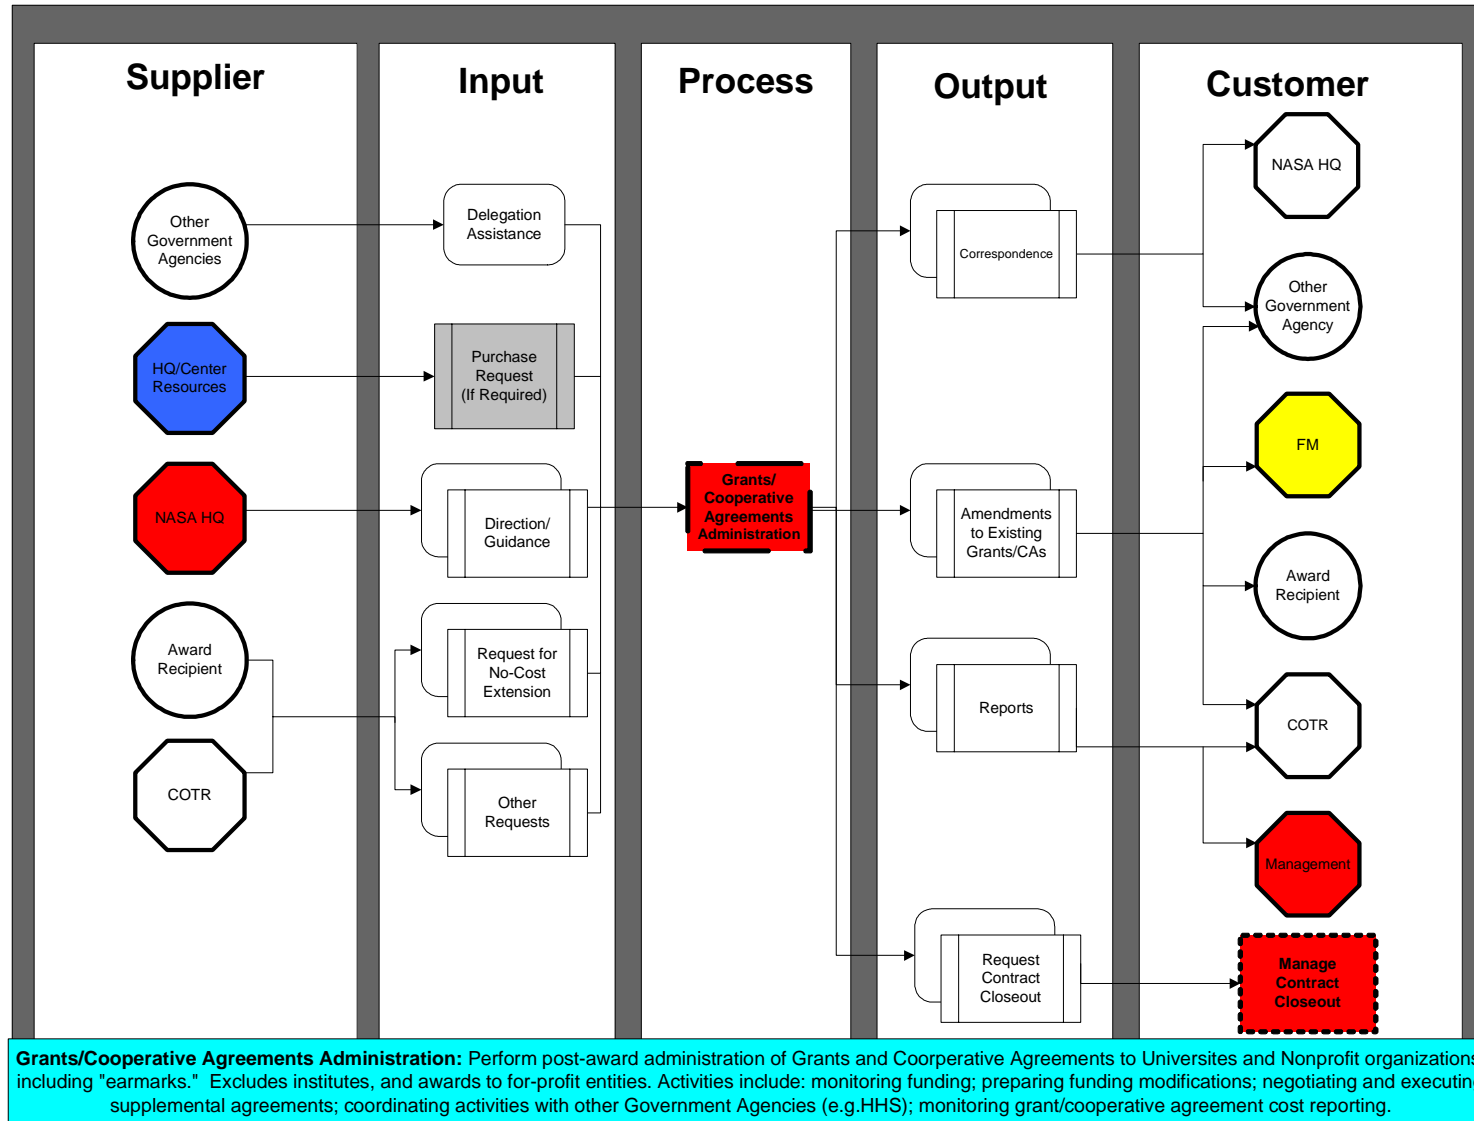 Supplier
Input
Process
Output
Customer
Other
Government
Agencies
HQ/Center
Resources
NASA HQ
Award
Recipient
COTR
Delegation
Assistance
Purchase
Request
(If Required)
Direction/
Guidance
Request for
No-Cost
Extension
Other
Requests
Grants/
Cooperative
Agreements
Administration
Correspondence
Amendments
to Existing
Grants/CAs
Reports
Request
Contract
Closeout
NASA HQ
Other
Government
Agency
FM
Award
Recipient
COTR
Management
Manage
Contract
Closeout
Grants/Cooperative Agreements Administration: Perform post-award administration of Grants and Coorperative Agreements to Universites and Nonprofit organizations
including "earmarks." Excludes institutes, and awards to for-profit entities. Activities include: monitoring funding; preparing funding modifications; negotiating and executing
supplemental agreements; coordinating activities with other Government Agencies (e.g.HHS); monitoring grant/cooperative agreement cost reporting.